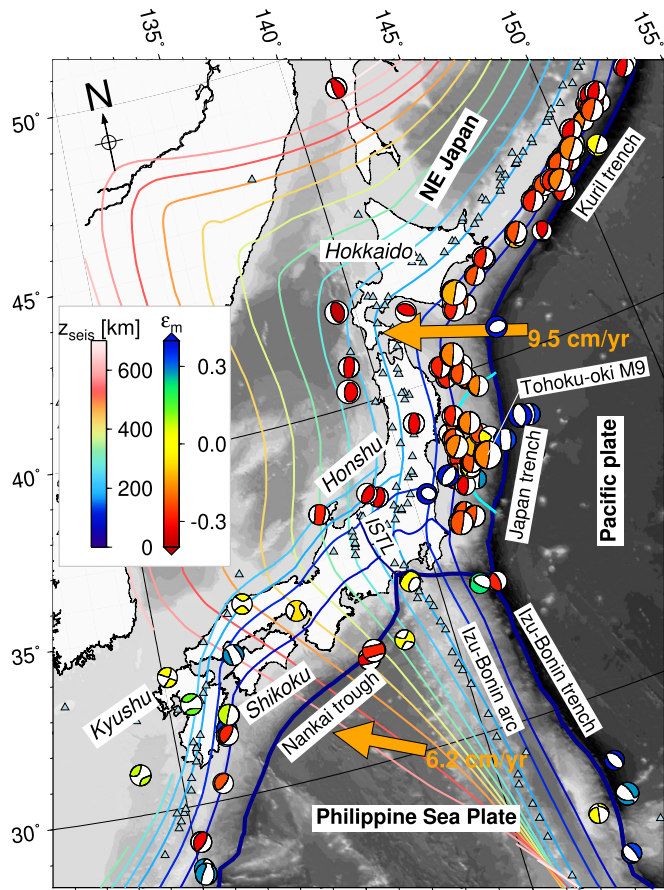 135°
140°
145°
150°
155°
50°
45°
40°
35°
30°
N
NE Japan
Kuril trench
Hokkaido
z_seis [km]
ε_m
600
400
200
0
0.3
0.0
-0.3
9.5 cm/yr
Tohoku-oki M9
Honshu
Japan trench
Pacific plate
ISTL
Izu-Bonin arc
Izu-Bonin trench
Kyushu
Shikoku
Nankai trough
6.2 cm/yr
Philippine Sea Plate